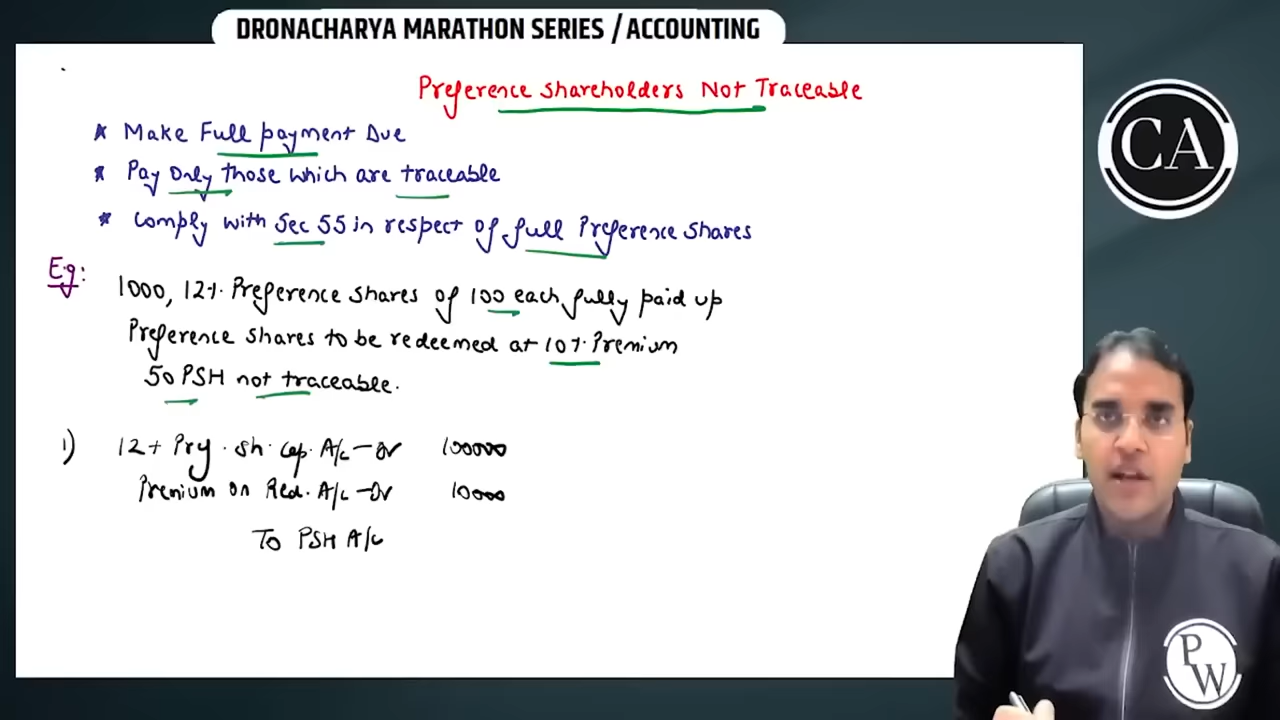 DRONACHARYA MARATHON SERIES / ACCOUNTING
Preference shareholders Not Traceable
* Make Full payment Due
* Pay Only those which are traceable
* Comply with Sec 55 in respect of full Preference Shares
E.g:
1000, 12%. Preference shares of 100 each fully paid up
Preference shares to be redeemed at 10%. Premium
50 PSH not traceable.
1) 12% Prf. sh. cap. A/c - Dr 100000
Premium on Red. A/c - Dr 10000
To PSH A/c
CA
PW